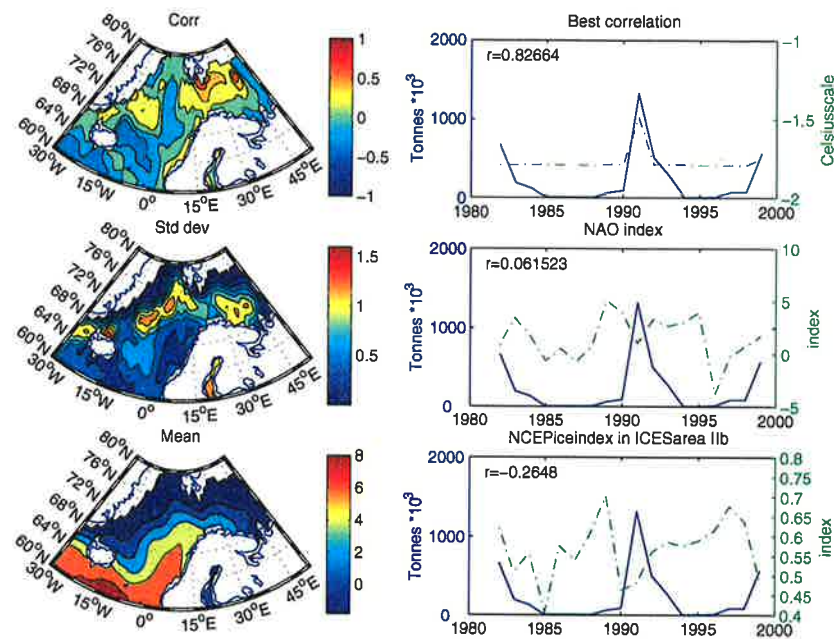 Corr
80°N
76°N
72°N
68°N
64°N
60°N
30°W
15°W
0°
15°E
30°E
45°E
1
0.5
0
−0.5
−1
Best correlation
r=0.82664
Tonnes *10³
2000
1000
0
1980
1985
1990
1995
2000
−1
−1.5
−2
Celsiusscale
Std dev
80°N
76°N
72°N
68°N
64°N
60°N
30°W
15°W
0°
15°E
30°E
45°E
1.5
1
0.5
NAO index
r=0.061523
Tonnes *10³
2000
1000
0
1980
1985
1990
1995
2000
10
5
0
−5
index
Mean
80°N
76°N
72°N
68°N
64°N
60°N
30°W
15°W
0°
15°E
30°E
45°E
8
6
4
2
0
NCEPiceindex in ICESarea IIb
r=−0.2648
Tonnes *10³
2000
1000
0
1980
1985
1990
1995
2000
0.8
0.75
0.7
0.65
0.6
0.55
0.5
0.45
0.4
index